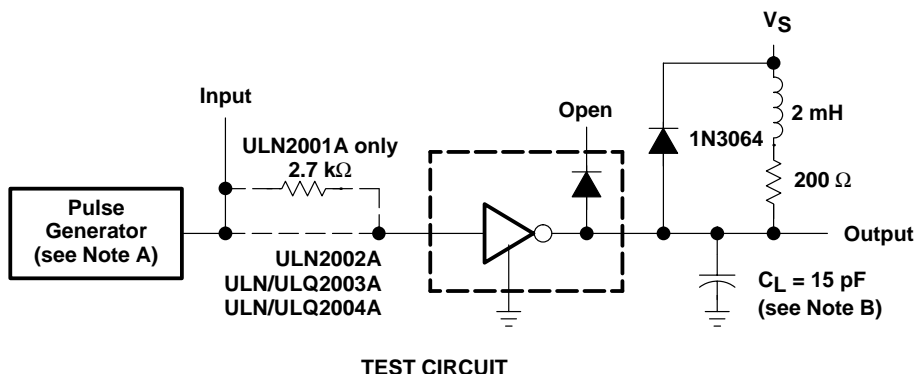 VS
Input
Open
2 mH
ULN2001A only
2.7 kΩ
1N3064
200 Ω
Pulse
Generator
(see Note A)
Output
ULN2002A
ULN/ULQ2003A
ULN/ULQ2004A
CL = 15 pF
(see Note B)
TEST CIRCUIT